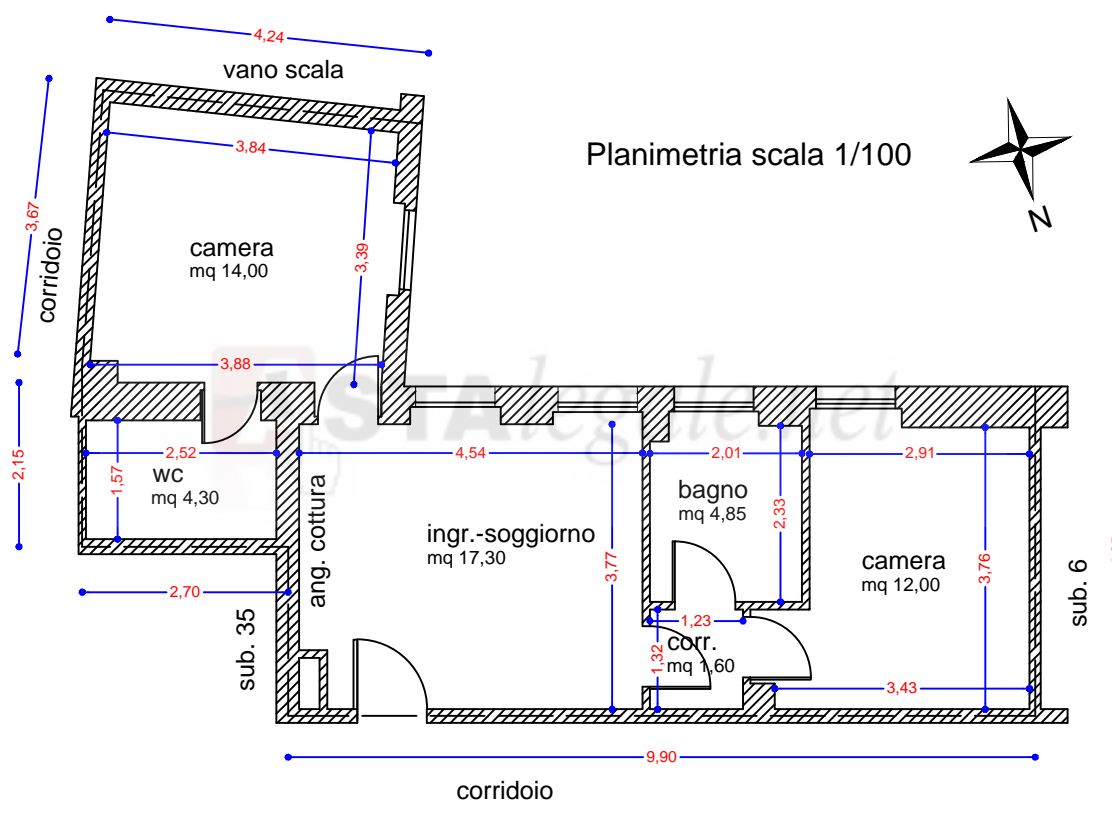 4,24
vano scala
Planimetria scala 1/100
N
3,84
3,67
corridoio
3,39
camera
mq 14,00
3,88
STAlegale.net
2,15
1,57
2,52
wc
mq 4,30
2,70
4,54
ang. cottura
ingr.-soggiorno
mq 17,30
3,77
2,01
bagno
mq 4,85
2,33
2,91
camera
mq 12,00
3,76
sub. 6
sub. 35
1,23
corr.
mq 1,60
1,32
3,43
9,90
corridoio